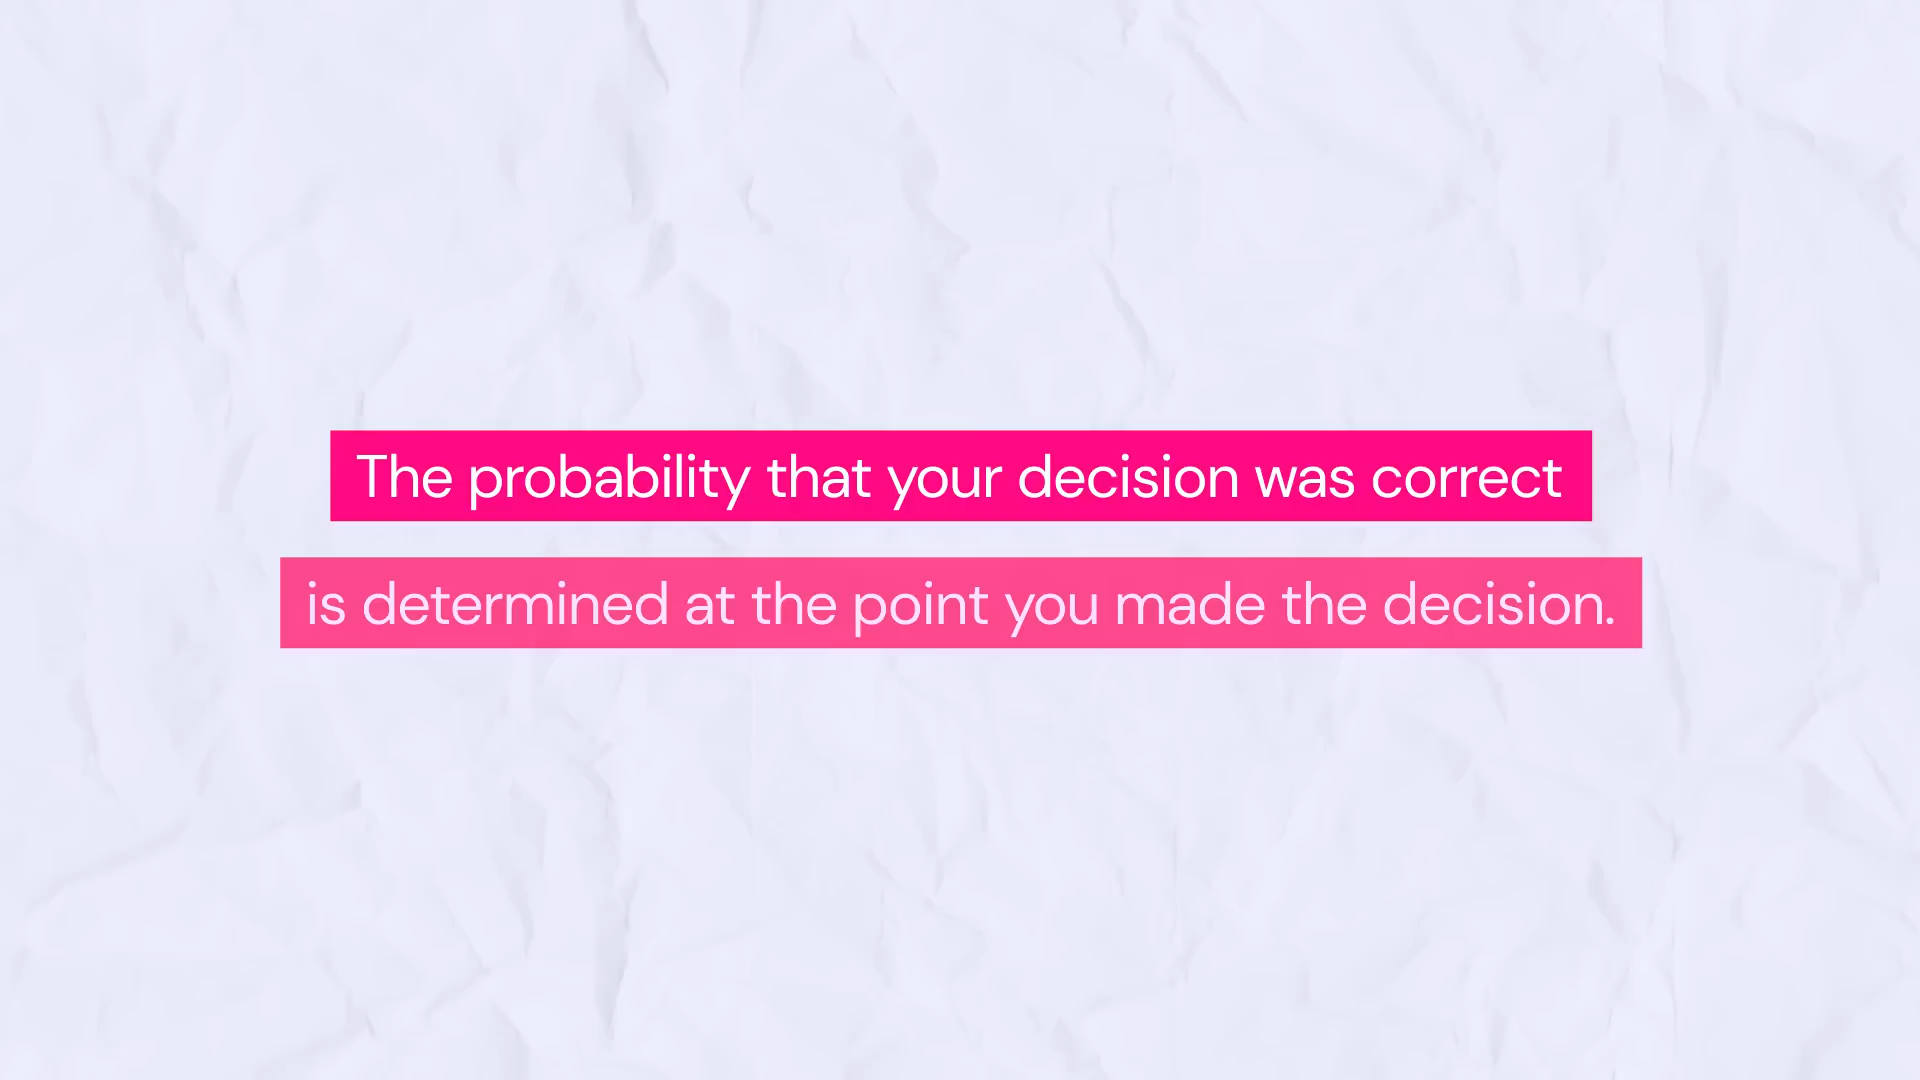 The probability that your decision was correct
is determined at the point you made the decision.